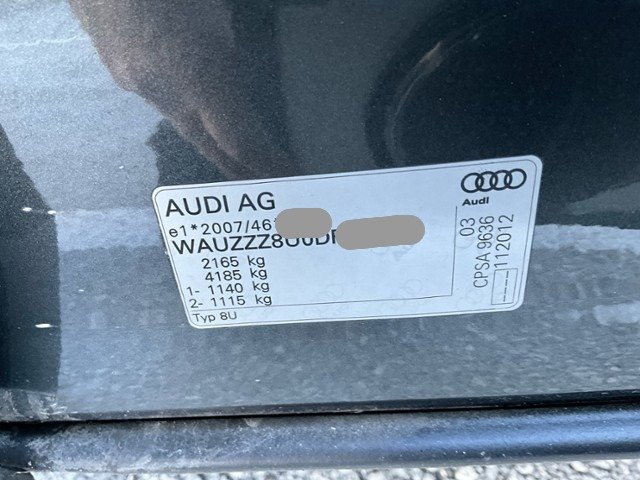 AUDI AG
e1*2007/46*
WAUZZZ8U0D
2165 kg
4185 kg
1- 1140 kg
2- 1115 kg
Typ 8U
Audi
03
CPSA 9636
----- 112012